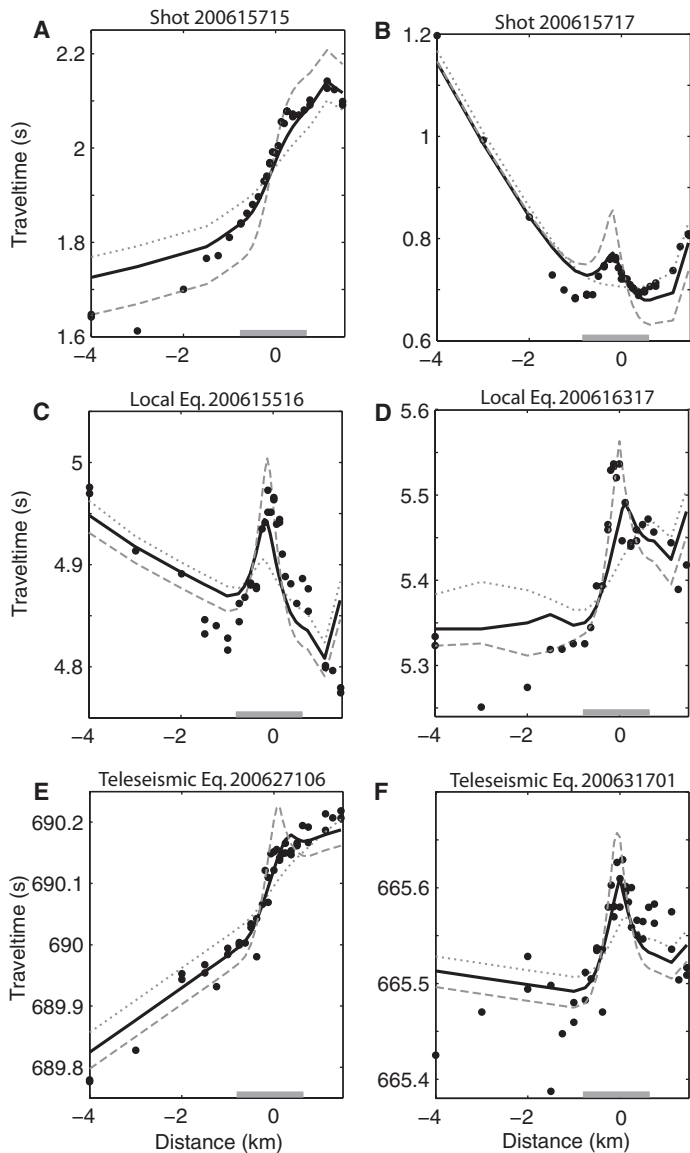 A
Shot 200615715
Traveltime (s)
2.2
2
1.8
1.6
−4
−2
0
B
Shot 200615717
1.2
1
0.8
0.6
−4
−2
0
C
Local Eq.200615516
Traveltime (s)
5
4.9
4.8
−4
−2
0
D
Local Eq.200616317
5.6
5.5
5.4
5.3
−4
−2
0
E
Teleseismic Eq.200627106
Traveltime (s)
690.2
690.1
690
689.9
689.8
−4
−2
0
Distance (km)
F
Teleseismic Eq.200631701
665.6
665.5
665.4
−4
−2
0
Distance (km)